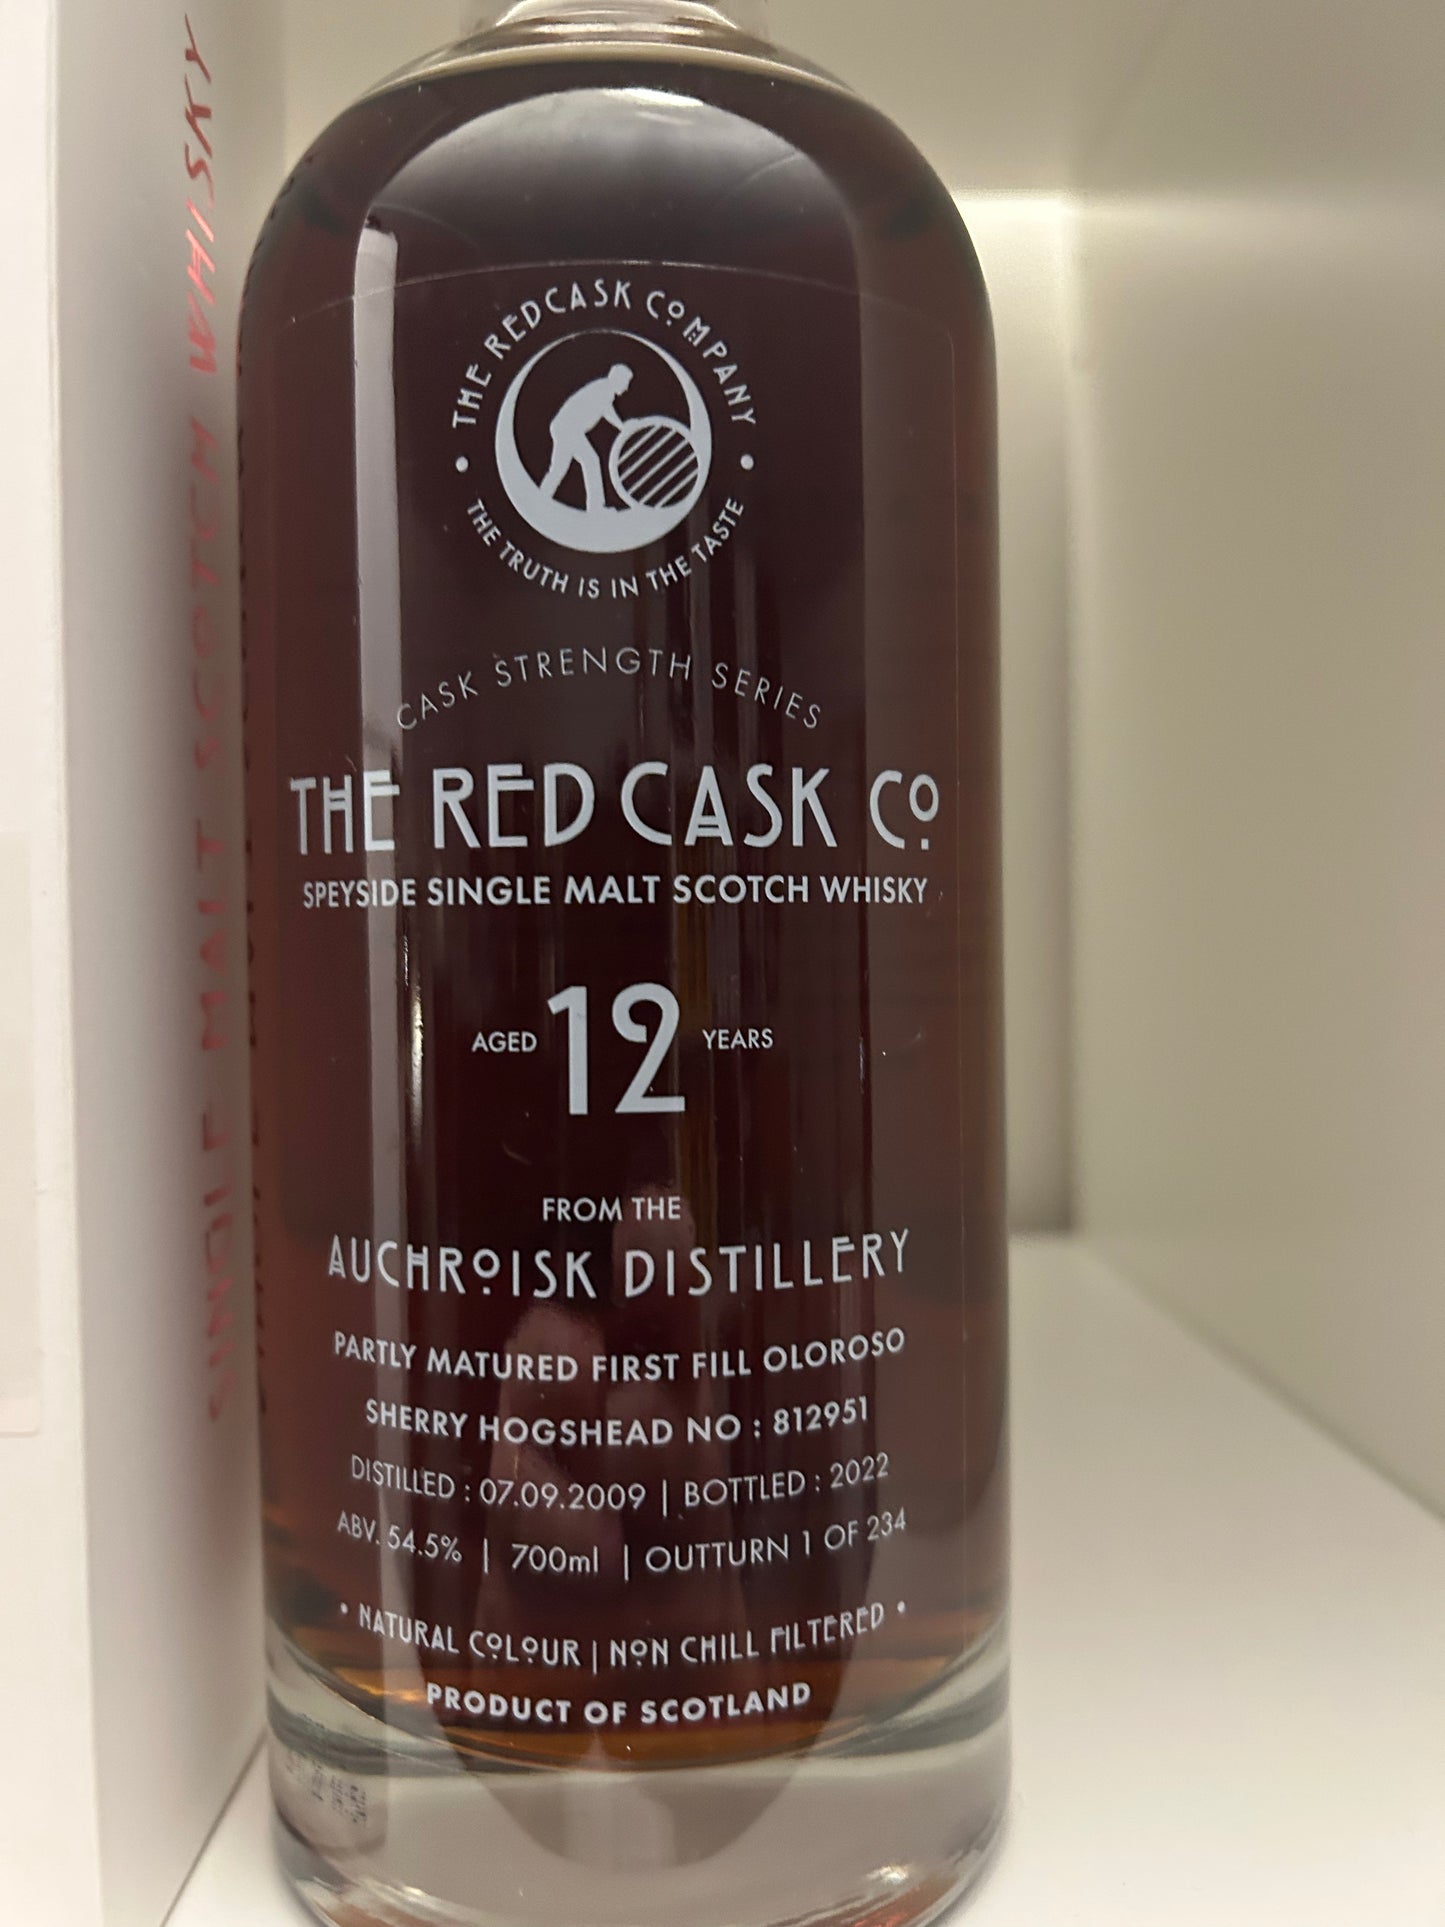 THE RED CASK COMPANY
• THE TRUTH IS IN THE TASTE •
CASK STRENGTH SERIES
THE RED CASK Co.
SPEYSIDE SINGLE MALT SCOTCH WHISKY
AGED 12 YEARS
FROM THE
AUCHROISK DISTILLERY
PARTLY MATURED FIRST FILL OLOROSO
SHERRY HOGSHEAD NO : 812951
DISTILLED : 07.09.2009 | BOTTLED : 2022
ABV. 54.5% | 700ml | OUTTURN 1 OF 234
• NATURAL COLOUR | NON CHILL FILTERED •
PRODUCT OF SCOTLAND
SINGLE MALT SCOTCH WHISKY